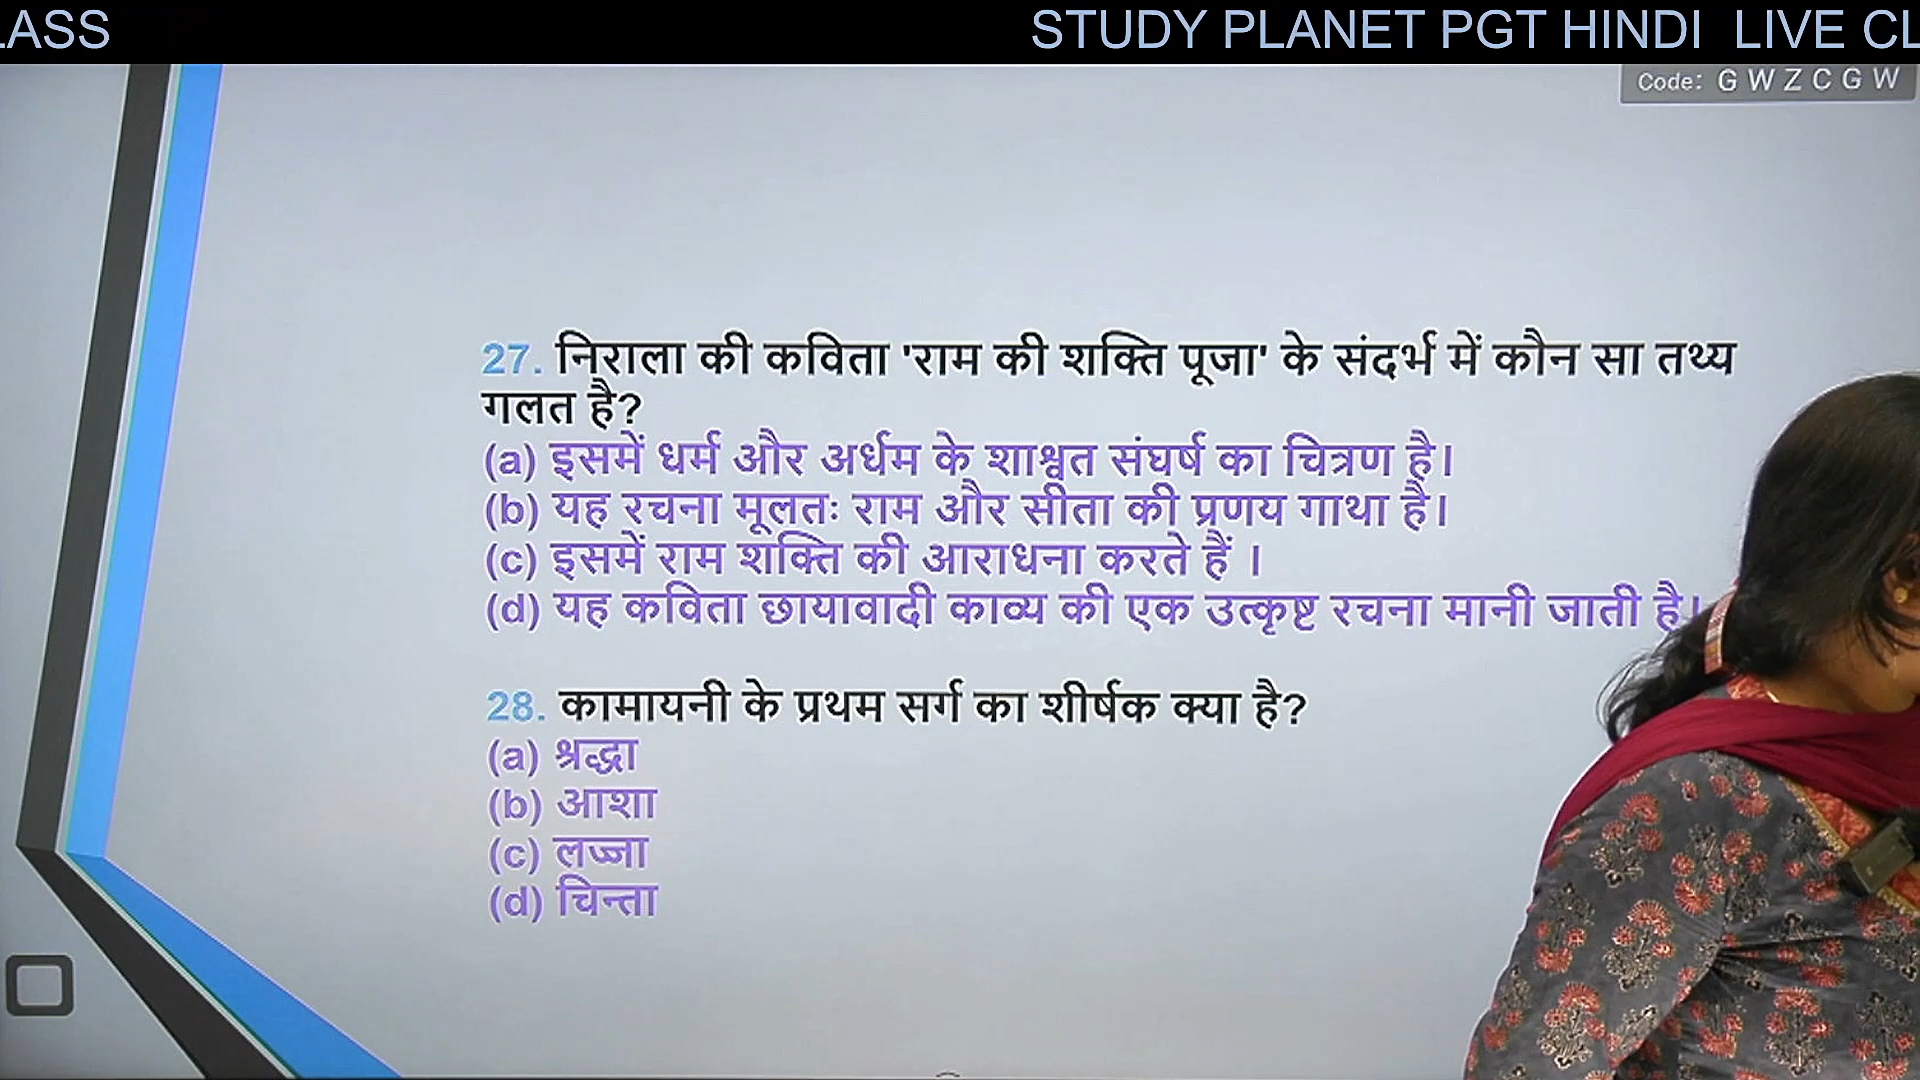 LASS STUDY PLANET PGT HINDI LIVE CL
Code: G W Z C G W
27. निराला की कविता 'राम की शक्ति पूजा' के संदर्भ में कौन सा तथ्य
गलत है?
(a) इसमें धर्म और अर्धम के शाश्वत संघर्ष का चित्रण है।
(b) यह रचना मूलतः राम और सीता की प्रणय गाथा है।
(c) इसमें राम शक्ति की आराधना करते हैं ।
(d) यह कविता छायावादी काव्य की एक उत्कृष्ट रचना मानी जाती है।
28. कामायनी के प्रथम सर्ग का शीर्षक क्या है?
(a) श्रद्धा
(b) आशा
(c) लज्जा
(d) चिन्ता